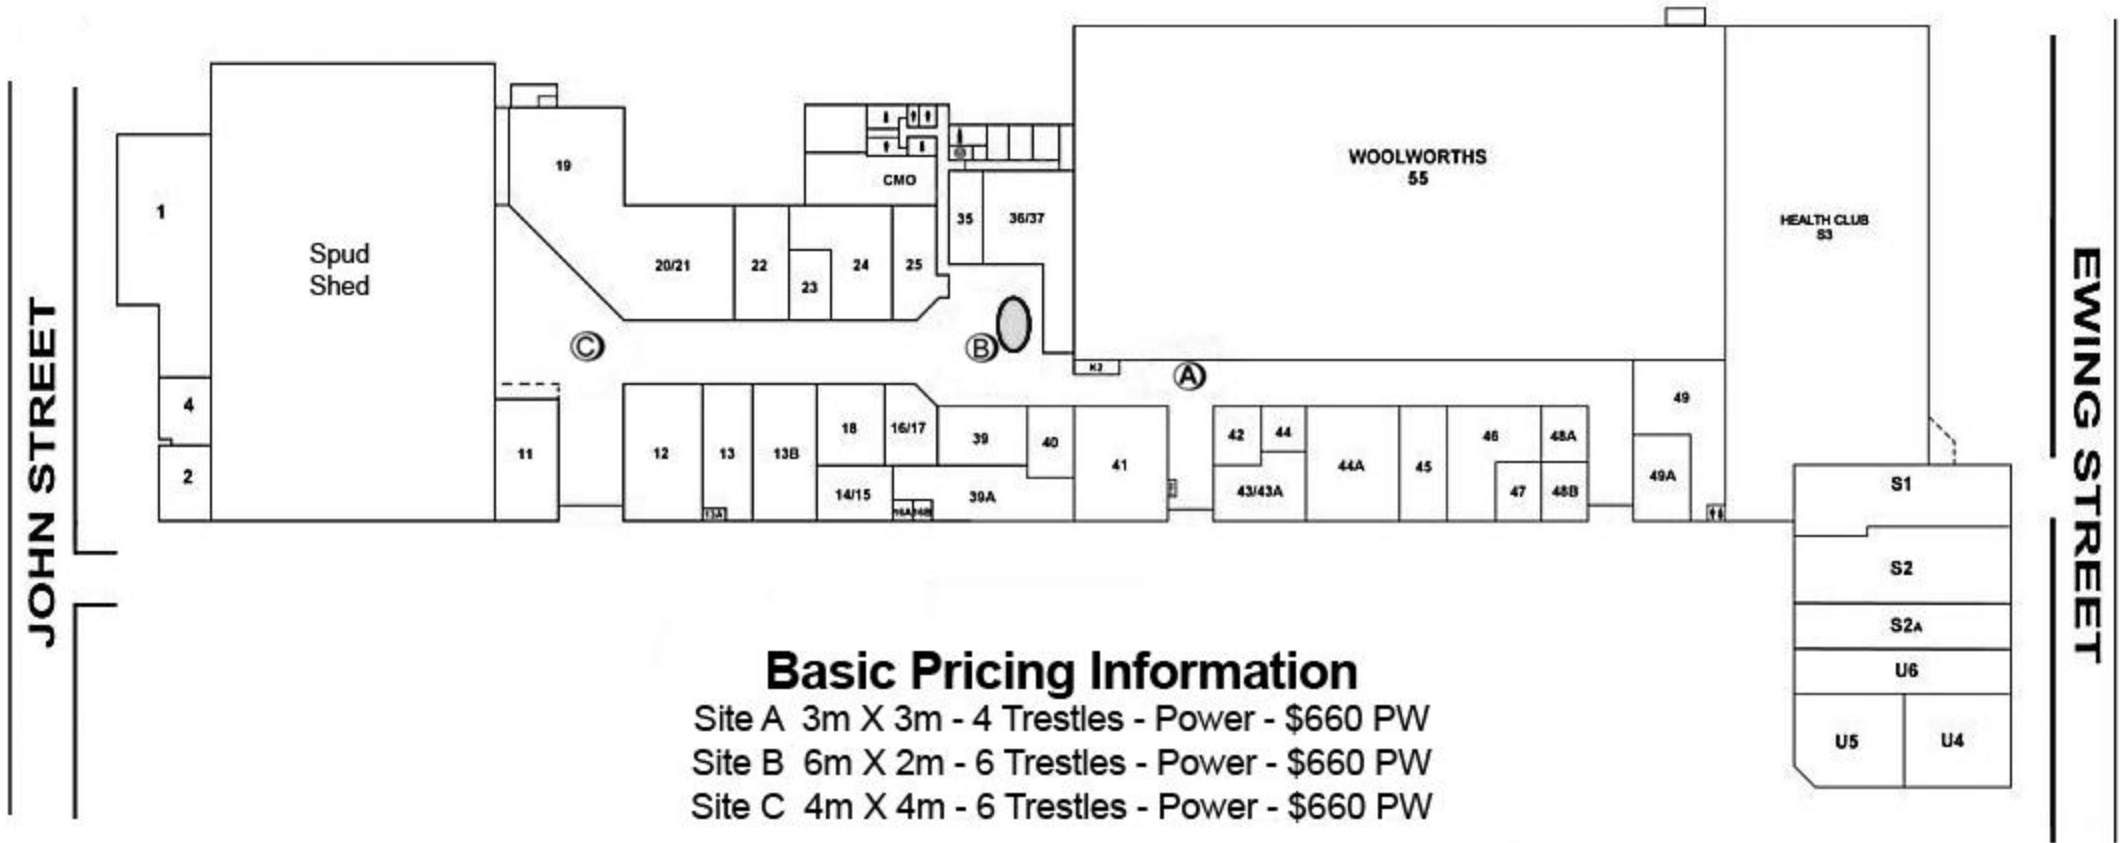 JOHN STREET
1
4
2
Spud
Shed
19
20/21
22
23
24
25
CMO
35
36/37
WOOLWORTHS
55
HEALTH CLUB
S3
EWING STREET
C
B
A
K2
11
12
13
13A
13B
18
16/17
14/15
16A
16B
39
39A
40
41
42
44
43/43A
44A
45
46
47
48A
48B
49
49A
S1
S2
S2A
U6
U5
U4
Basic Pricing Information
Site A 3m X 3m - 4 Trestles - Power - $660 PW
Site B 6m X 2m - 6 Trestles - Power - $660 PW
Site C 4m X 4m - 6 Trestles - Power - $660 PW